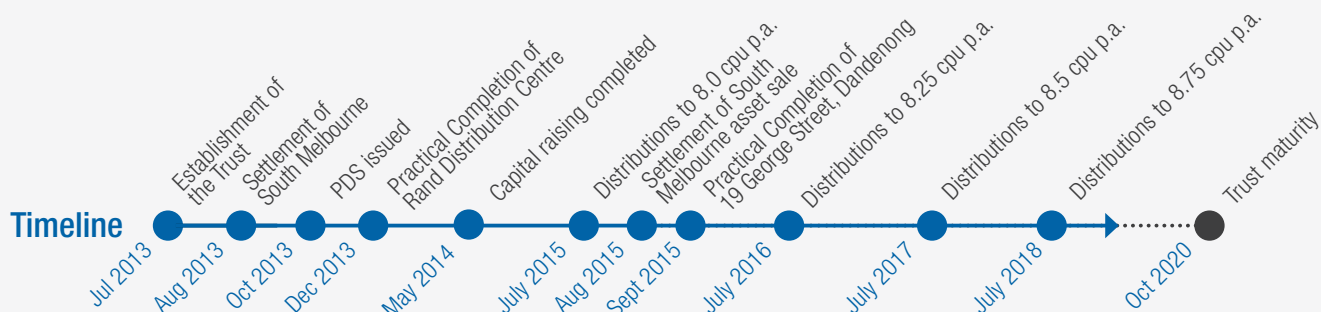 Timeline
Establishment of
the Trust
Jul 2013
Settlement of
South Melbourne
Aug 2013
PDS issued
Oct 2013
Practical Completion of
Rand Distribution Centre
Dec 2013
Capital raising completed
May 2014
Distributions to 8.0 cpu p.a.
July 2015
Settlement of South
Melbourne asset sale
Aug 2015
Practical Completion of
19 George Street, Dandenong
Sept 2015
Distributions to 8.25 cpu p.a.
July 2016
Distributions to 8.5 cpu p.a.
July 2017
Distributions to 8.75 cpu p.a.
July 2018
Trust maturity
Oct 2020